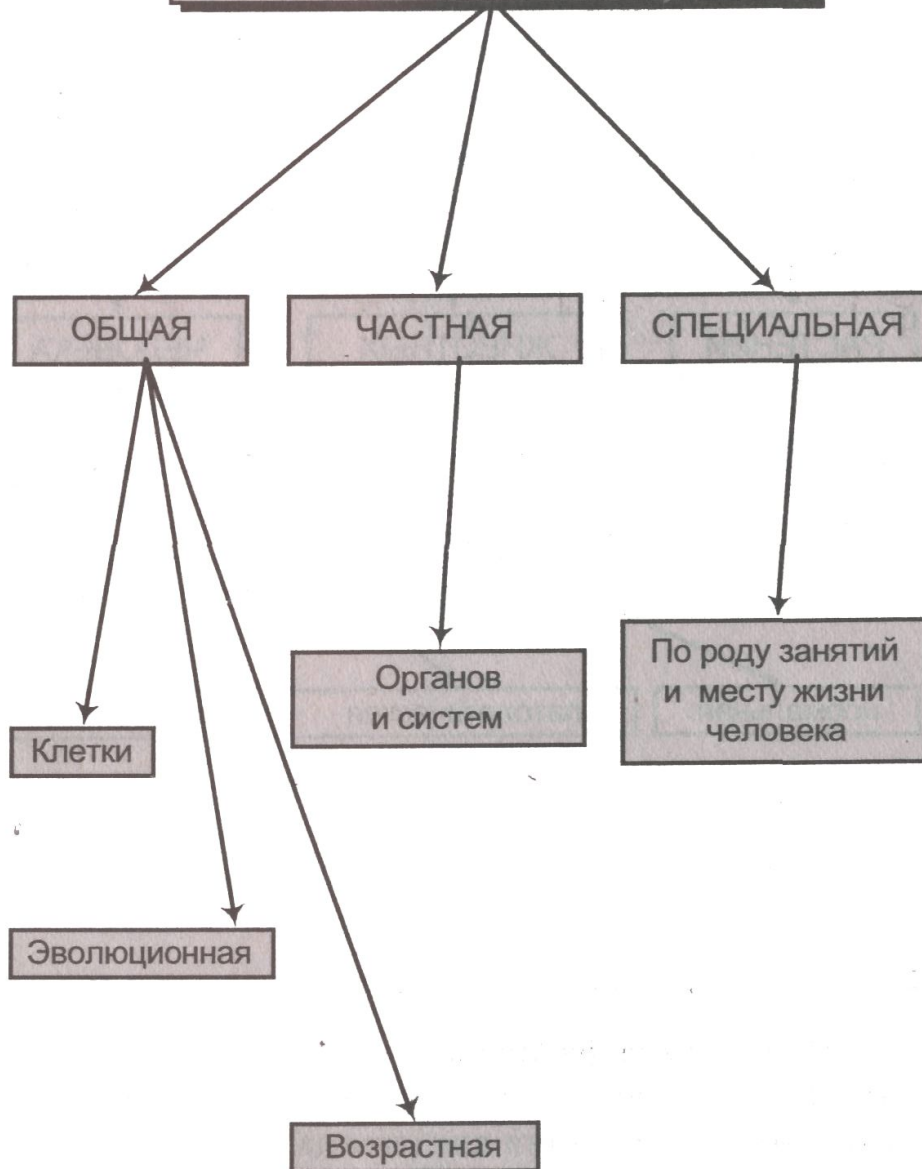 ОБЩАЯ
ЧАСТНАЯ
СПЕЦИАЛЬНАЯ
Органов
и систем
По роду занятий
и месту жизни
человека
Клетки
Эволюционная
Возрастная